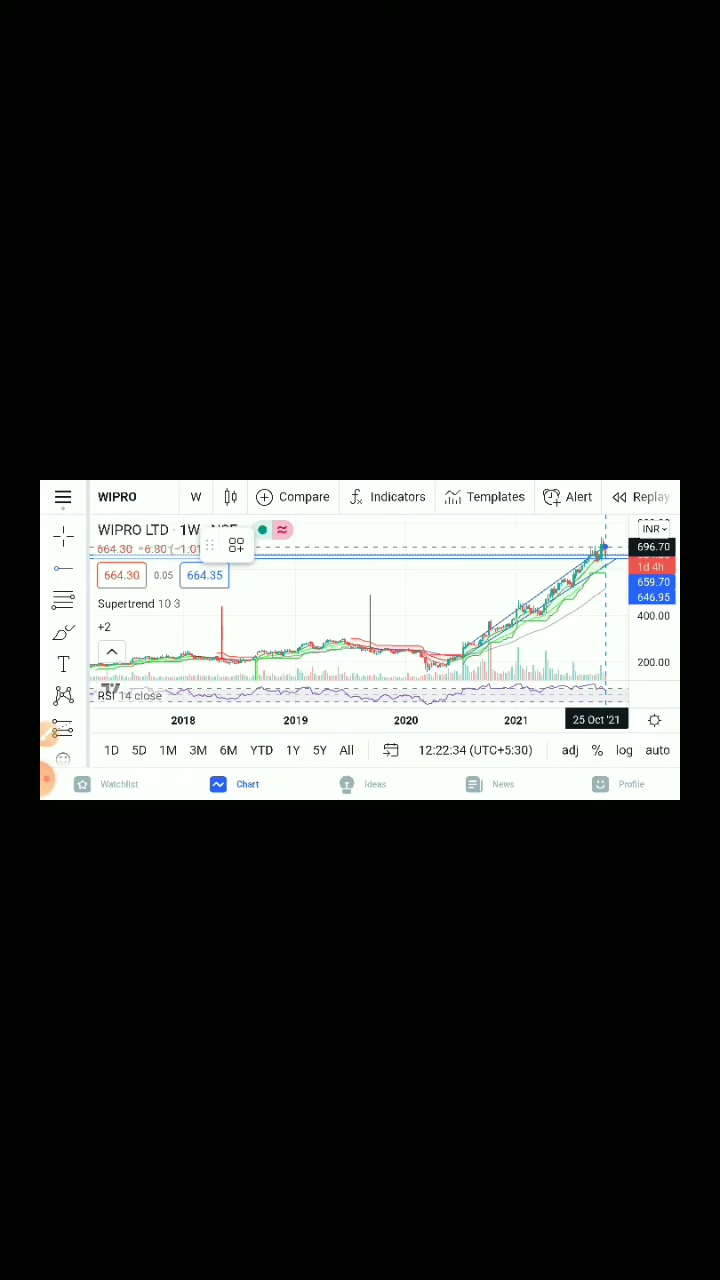 WIPRO W Compare Indicators Templates Alert Replay
WIPRO LTD · 1W
INR
664.30 −6.80
696.70
664.30 0.05 664.35
1d 4h
659.70
646.95
Supertrend 10 3
400.00
+2
200.00
RSI 14 close
2018 2019 2020 2021 25 Oct '21
1D 5D 1M 3M 6M YTD 1Y 5Y All 12:22:34 (UTC+5:30) adj % log auto
Watchlist Chart Ideas News Profile